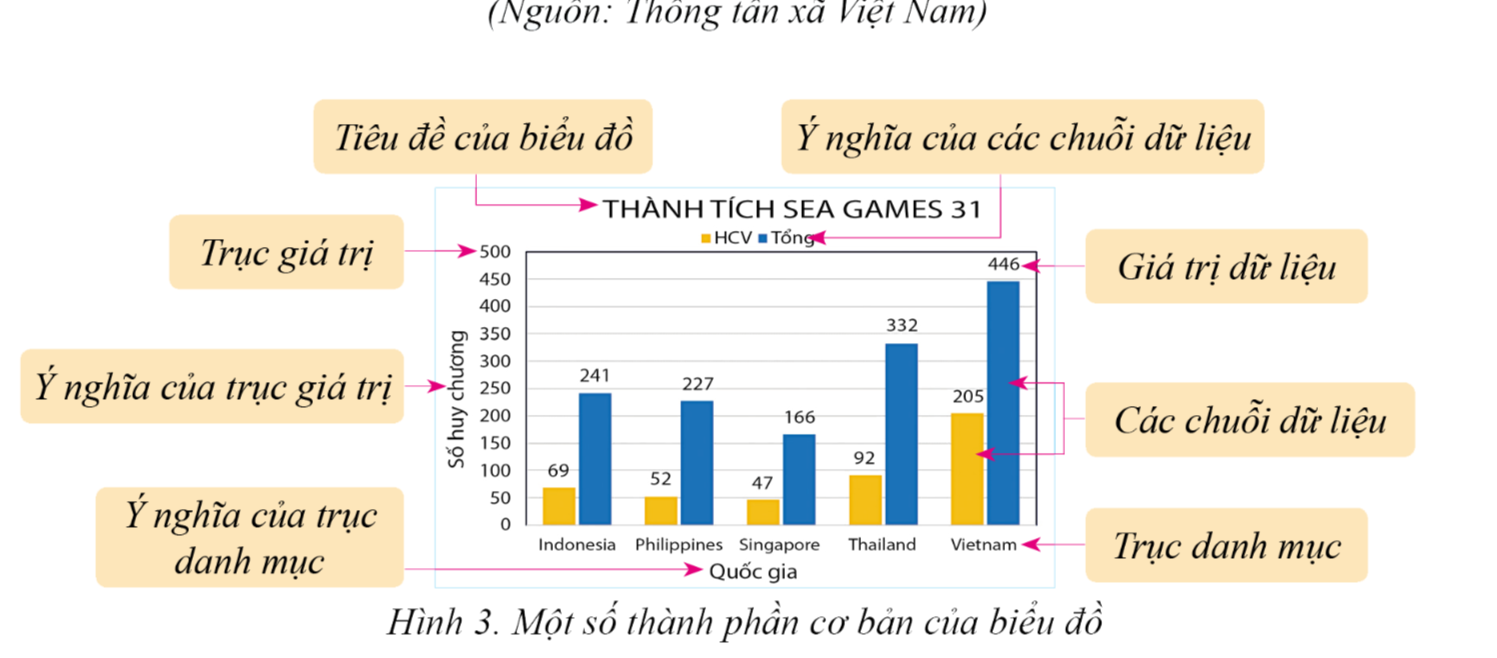 (Nguồn: Thông tấn xã Việt Nam)
Tiêu đề của biểu đồ
Ý nghĩa của các chuỗi dữ liệu
THÀNH TÍCH SEA GAMES 31
HCV Tổng
Trục giá trị
Giá trị dữ liệu
Ý nghĩa của trục giá trị
Các chuỗi dữ liệu
Ý nghĩa của trục
danh mục
Trục danh mục
Số huy chương
500
450
400
350
300
250
200
150
100
50
0
69
241
52
227
47
166
92
332
205
446
Indonesia Philippines Singapore Thailand Vietnam
Quốc gia
Hình 3. Một số thành phần cơ bản của biểu đồ